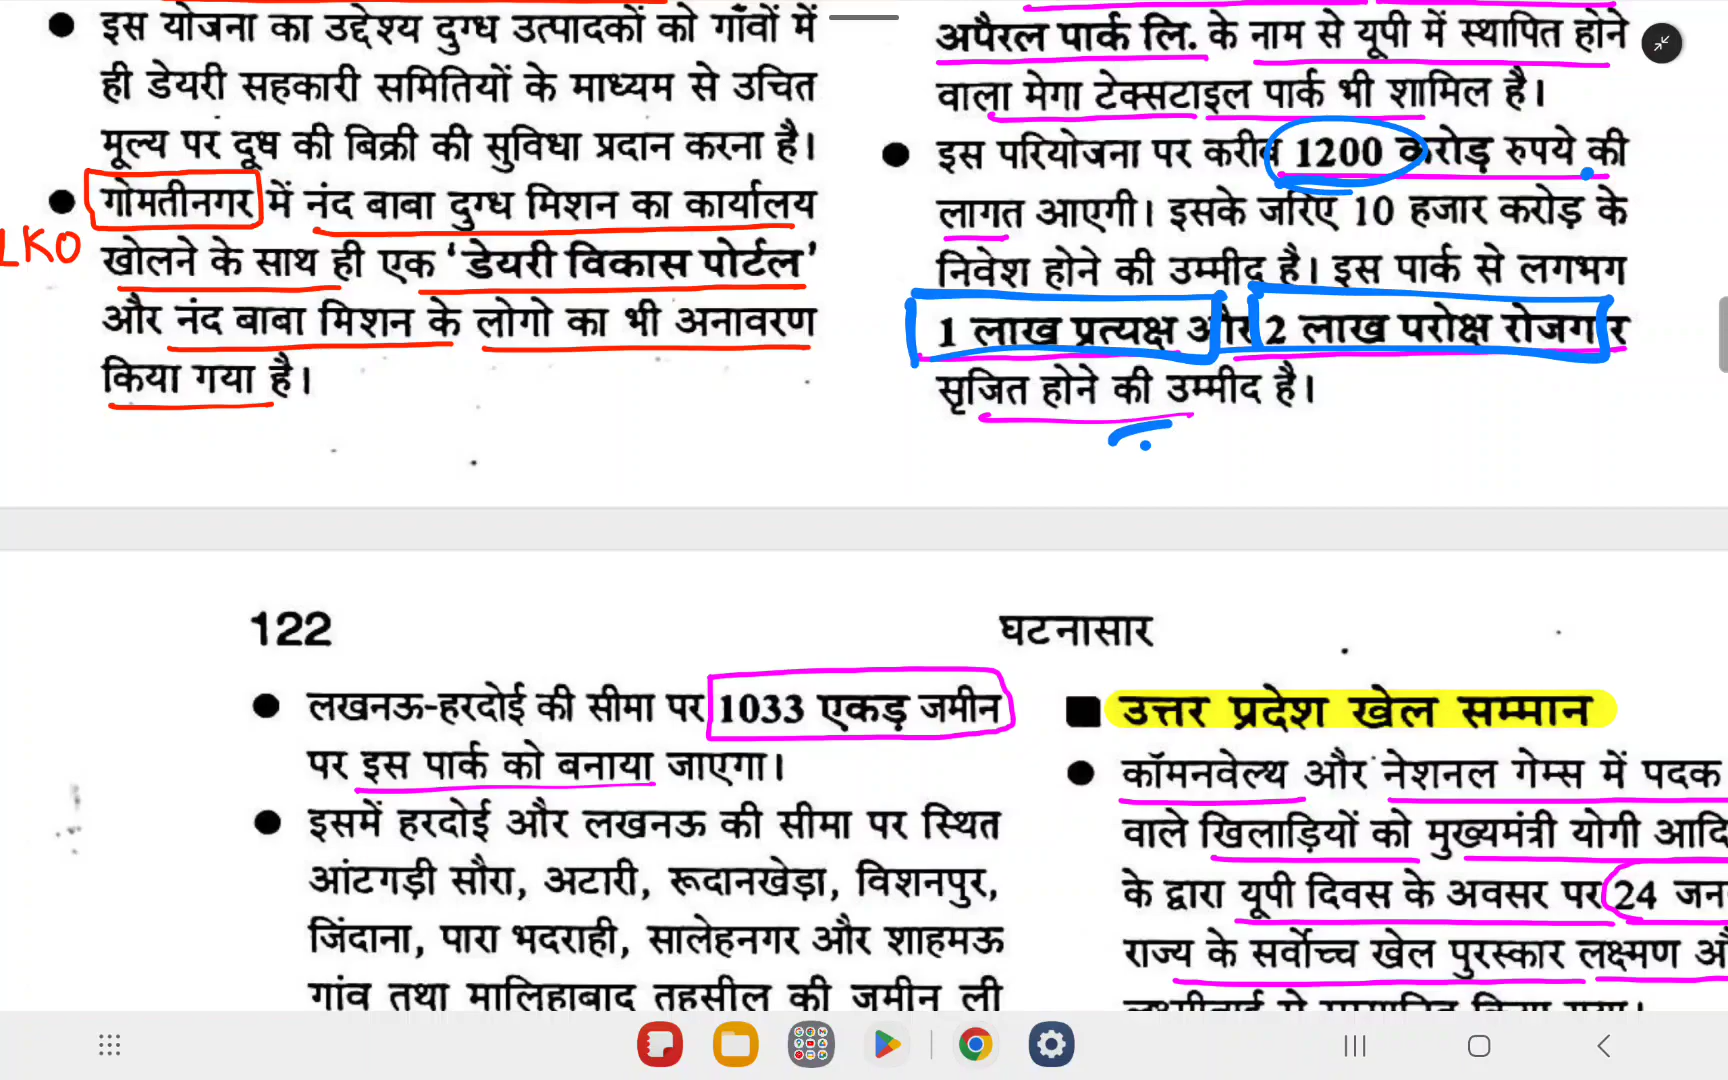 इस योजना का उद्देश्य दुग्ध उत्पादकों को गाँवों में
ही डेयरी सहकारी समितियों के माध्यम से उचित
मूल्य पर दूध की बिक्री की सुविधा प्रदान करना है।
गोमतीनगर में नंद बाबा दुग्ध मिशन का कार्यालय
LKO
खोलने के साथ ही एक ‘डेयरी विकास पोर्टल’
और नंद बाबा मिशन के लोगो का भी अनावरण
किया गया है।
अपैरल पार्क लि. के नाम से यूपी में स्थापित होने
वाला मेगा टेक्सटाइल पार्क भी शामिल है।
इस परियोजना पर करीब 1200 करोड़ रुपये की
लागत आएगी। इसके जरिए 10 हजार करोड़ के
निवेश होने की उम्मीद है। इस पार्क से लगभग
1 लाख प्रत्यक्ष और 2 लाख परोक्ष रोजगार
सृजित होने की उम्मीद है।
122
घटनासार
लखनऊ-हरदोई की सीमा पर 1033 एकड़ जमीन
पर इस पार्क को बनाया जाएगा।
इसमें हरदोई और लखनऊ की सीमा पर स्थित
आंटगड़ी सौरा, अटारी, रूदानखेड़ा, विशनपुर,
जिंदाना, पारा भदराही, सालेहनगर और शाहमऊ
गांव तथा मालिहाबाद तहसील की जमीन ली
उत्तर प्रदेश खेल सम्मान
कॉमनवेल्थ और नेशनल गेम्स में पदक
वाले खिलाड़ियों को मुख्यमंत्री योगी आदि
के द्वारा यूपी दिवस के अवसर पर 24 जन
राज्य के सर्वोच्च खेल पुरस्कार लक्ष्मण औ